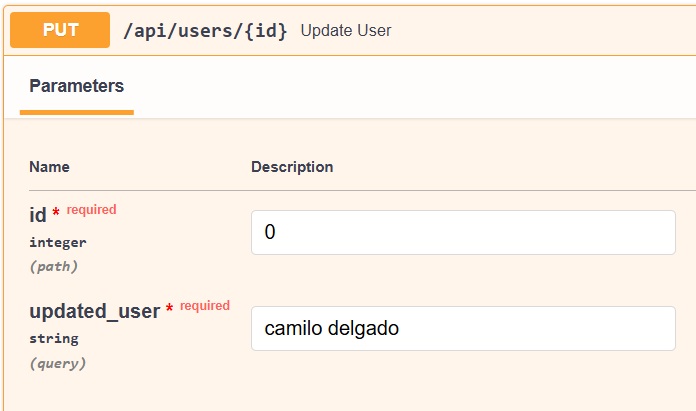 PUT /api/users/{id} Update User
Parameters
Name Description
id * required
integer
(path)
0
updated_user * required
string
(query)
camilo delgado